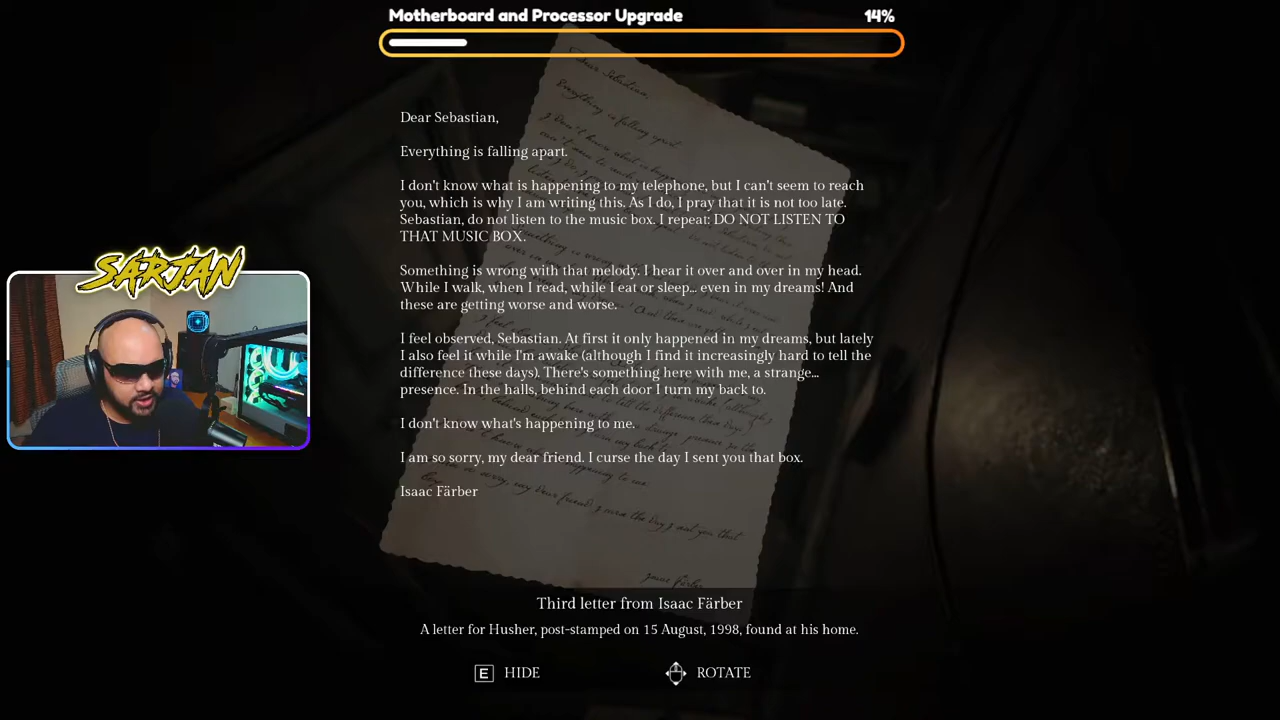 Motherboard and Processor Upgrade 14%
Dear Sebastian,
Everything is falling apart.
I don't know what is happening to my telephone, but I can't seem to reach
you, which is why I am writing this. As I do, I pray that it is not too late.
Sebastian, do not listen to the music box. I repeat: DO NOT LISTEN TO
THAT MUSIC BOX.
Something is wrong with that melody. I hear it over and over in my head.
While I walk, when I read, while I eat or sleep... even in my dreams! And
these are getting worse and worse.
I feel observed, Sebastian. At first it only happened in my dreams, but lately
I also feel it while I'm awake (although I find it increasingly hard to tell the
difference these days). There's something here with me, a strange...
presence. In the halls, behind each door I turn my back to.
I don't know what's happening to me.
I am so sorry, my dear friend. I curse the day I sent you that box.
Isaac Färber
SARJAN
Third letter from Isaac Färber
A letter for Husher, post-stamped on 15 August, 1998, found at his home.
E HIDE
ROTATE